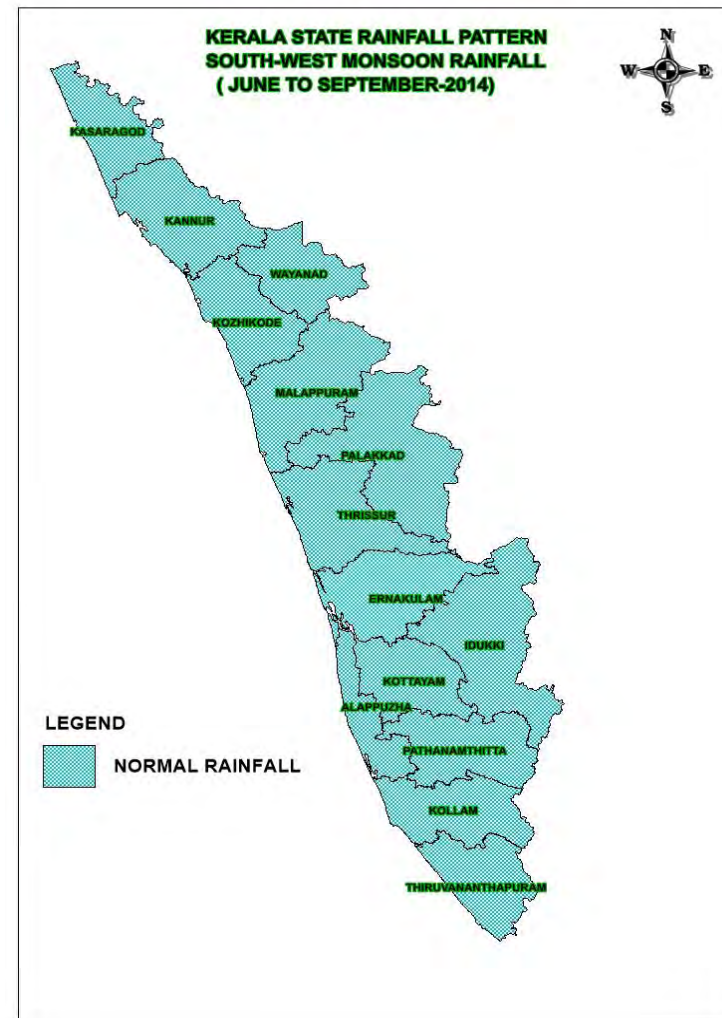 KERALA STATE RAINFALL PATTERN
SOUTH-WEST MONSOON RAINFALL
( JUNE TO SEPTEMBER-2014)
N
W E
S
KASARAGOD
KANNUR
WAYANAD
KOZHIKODE
MALAPPURAM
PALAKKAD
THRISSUR
ERNAKULAM
IDUKKI
KOTTAYAM
ALAPPUZHA
PATHANAMTHITTA
KOLLAM
THIRUVANANTHAPURAM
LEGEND
NORMAL RAINFALL